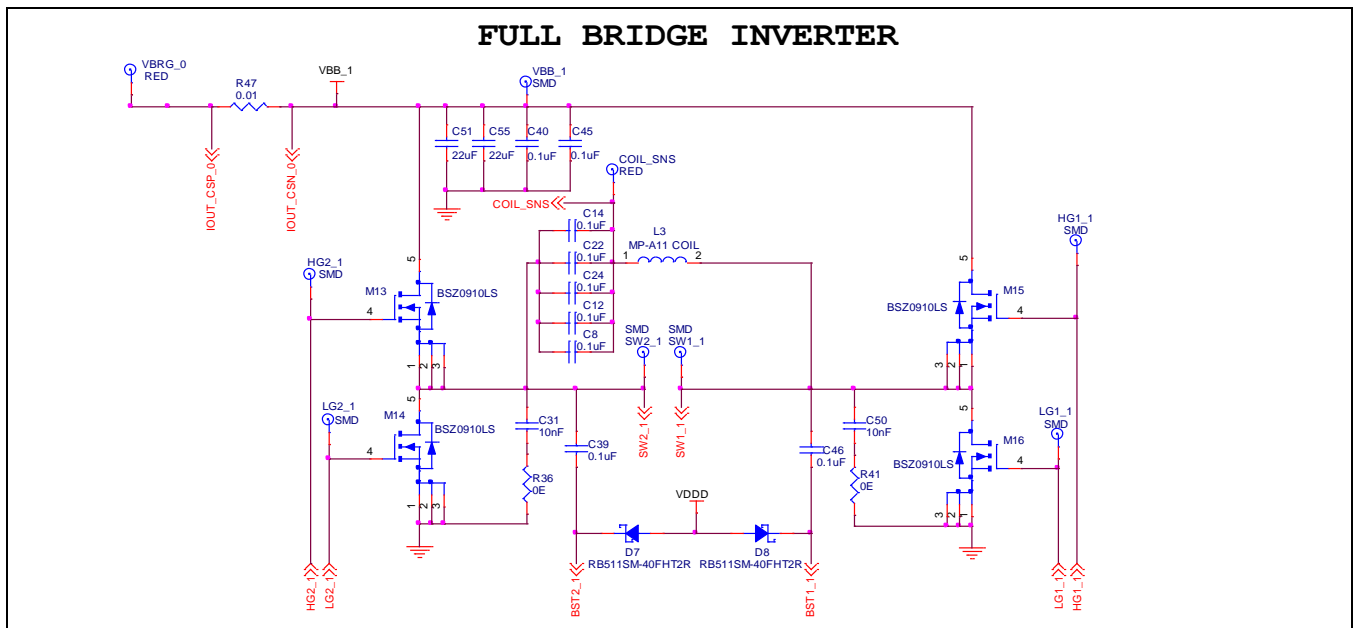 FULL BRIDGE INVERTER
VBRG_0
RED
R47
0.01
VBB_1
VBB_1
SMD
IOUT_CSP_0
IOUT_CSN_0
C51
22uF
C55
22uF
C40
0.1uF
C45
0.1uF
COIL_SNS
RED
COIL_SNS
C14
0.1uF
C22
0.1uF
C24
0.1uF
C12
0.1uF
C8
0.1uF
L3
MP-A11 COIL
1
2
HG1_1
SMD
HG2_1
SMD
M13
5
4
BSZ0910LS
1
2
3
M15
5
4
BSZ0910LS
3
2
1
SMD
SW2_1
SMD
SW1_1
SW2_1
SW1_1
LG2_1
SMD
M14
5
4
BSZ0910LS
1
2
3
C31
10nF
R36
0E
C39
0.1uF
C46
0.1uF
C50
10nF
R41
0E
LG1_1
SMD
M16
5
4
BSZ0910LS
3
2
1
VDDD
D7
RB511SM-40FHT2R
D8
RB511SM-40FHT2R
HG2_1
LG2_1
BST2_1
BST1_1
LG1_1
HG1_1